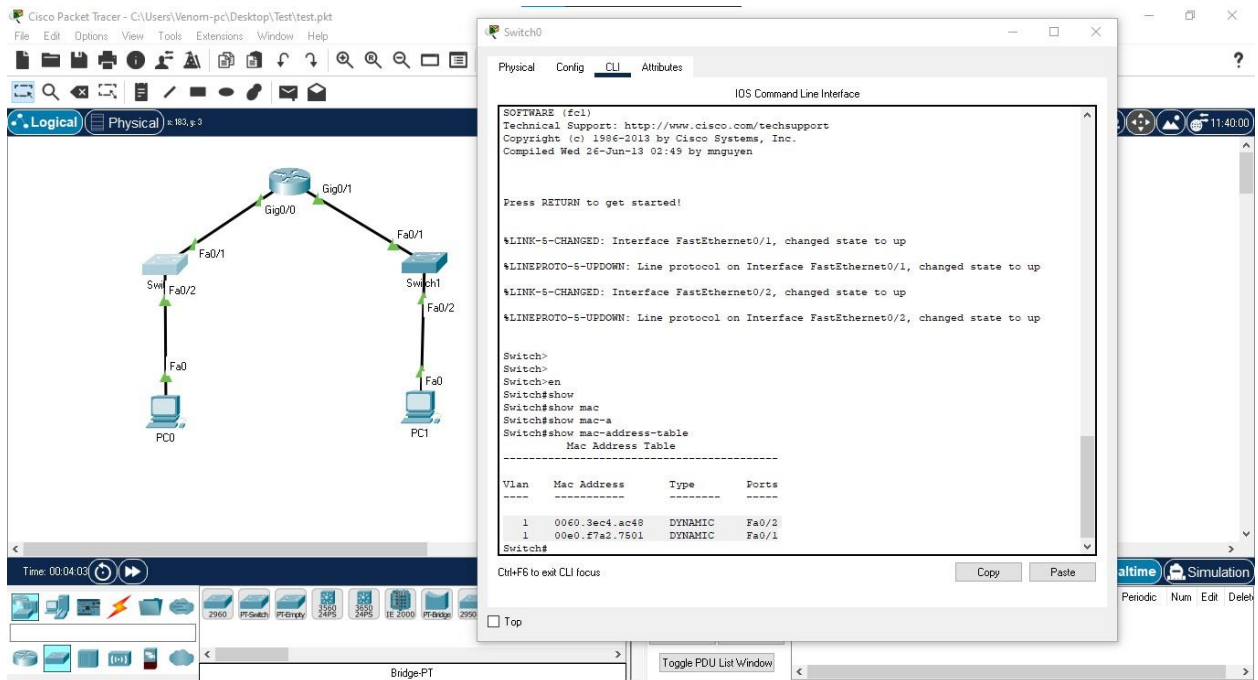 Cisco Packet Tracer - C:\Users\Venom-pc\Desktop\Test\test.pkt
File Edit Options View Tools Extensions Window Help
?
Logical Physical x: 183, y: 3
11:40:00
Gig0/1
Gig0/0
Fa0/1
Fa0/1
Fa0/2
Switch1
Fa0/2
Fa0
Fa0
PC0
PC1
Switch0
Physical Config CLI Attributes
IOS Command Line Interface
SOFTWARE (fc1)
Technical Support: http://www.cisco.com/techsupport
Copyright (c) 1986-2013 by Cisco Systems, Inc.
Compiled Wed 26-Jun-13 02:49 by mnguyen
Press RETURN to get started!
%LINK-5-CHANGED: Interface FastEthernet0/1, changed state to up
%LINEPROTO-5-UPDOWN: Line protocol on Interface FastEthernet0/1, changed state to up
%LINK-5-CHANGED: Interface FastEthernet0/2, changed state to up
%LINEPROTO-5-UPDOWN: Line protocol on Interface FastEthernet0/2, changed state to up
Switch>
Switch>
Switch>en
Switch#show
Switch#show mac
Switch#show mac-a
Switch#show mac-address-table
Mac Address Table
-------------------------------------------
Vlan Mac Address Type Ports
---- ----------- -------- -----
1 0060.3ec4.ac48 DYNAMIC Fa0/2
1 00e0.f7a2.7501 DYNAMIC Fa0/1
Switch#
Ctrl+F6 to exit CLI focus
Copy Paste
Top
Time: 00:04:03
altime Simulation
Periodic Num Edit Delet
2960 PT-Switch PT-Empty 3560 24PS 3650 24PS IE 2000 PT-Bridge 2950
Bridge-PT
Toggle PDU List Window